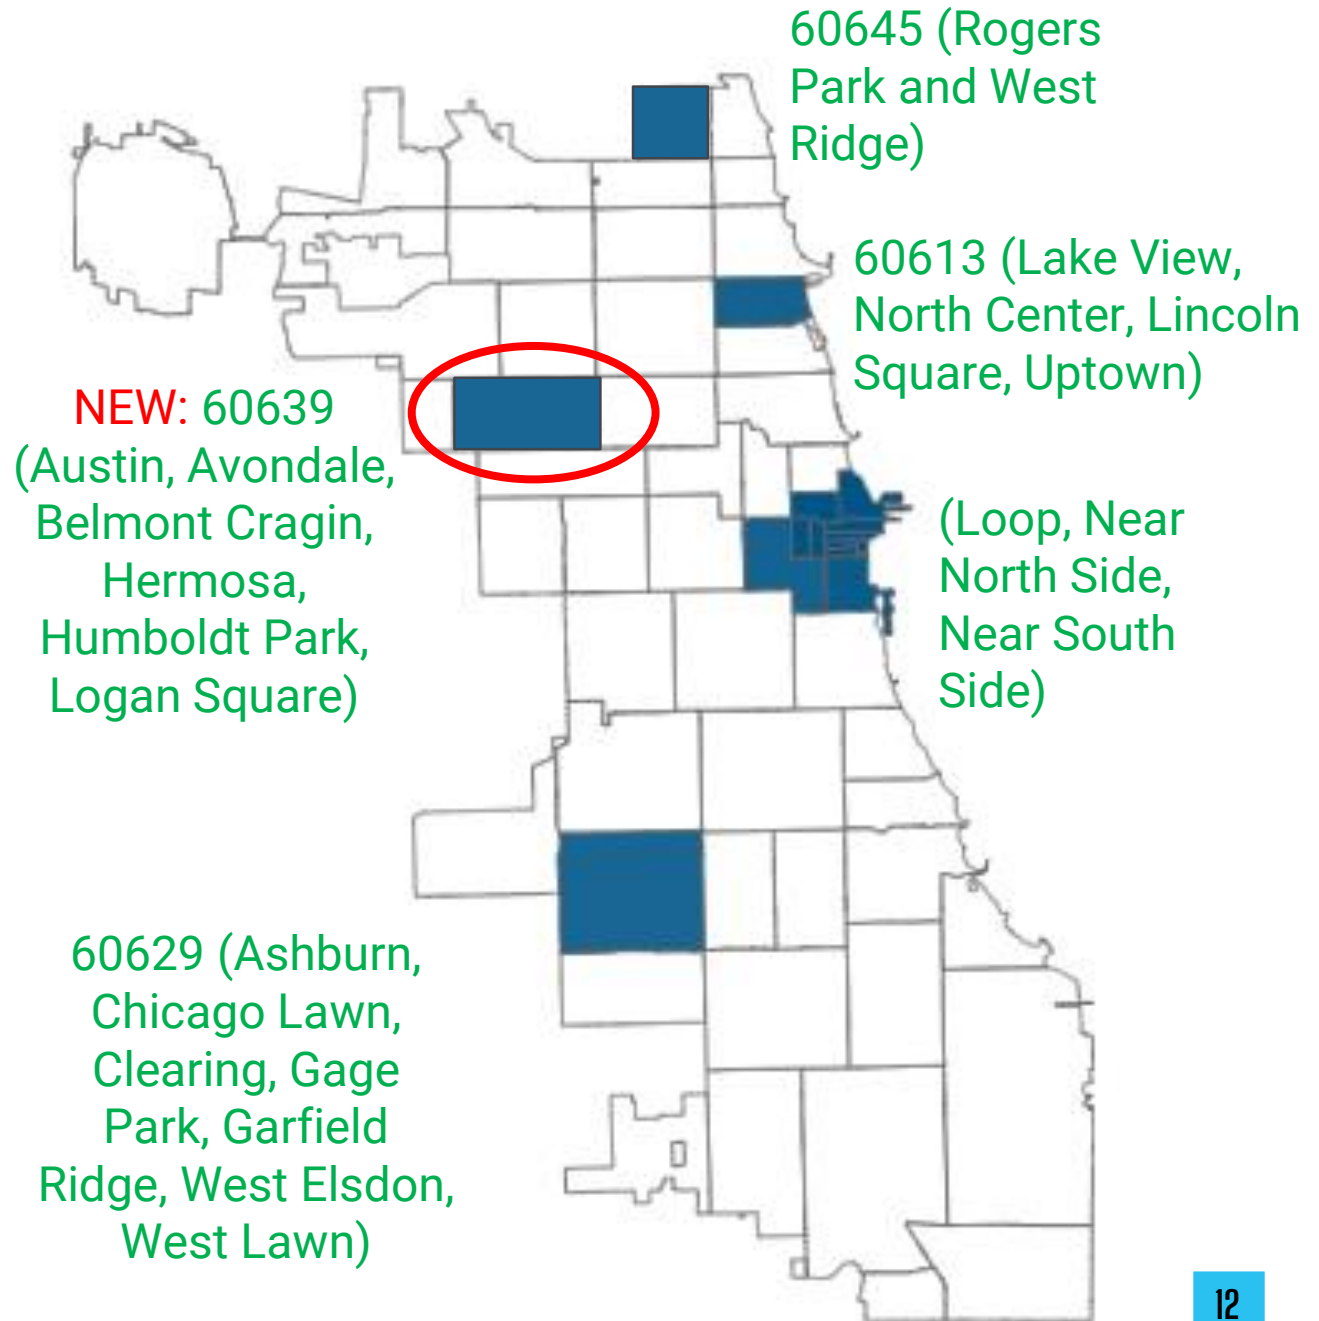 60645 (Rogers
Park and West
Ridge)
60613 (Lake View,
North Center, Lincoln
Square, Uptown)
NEW: 60639
(Austin, Avondale,
Belmont Cragin,
Hermosa,
Humboldt Park,
Logan Square)
(Loop, Near
North Side,
Near South
Side)
60629 (Ashburn,
Chicago Lawn,
Clearing, Gage
Park, Garfield
Ridge, West Elsdon,
West Lawn)
12